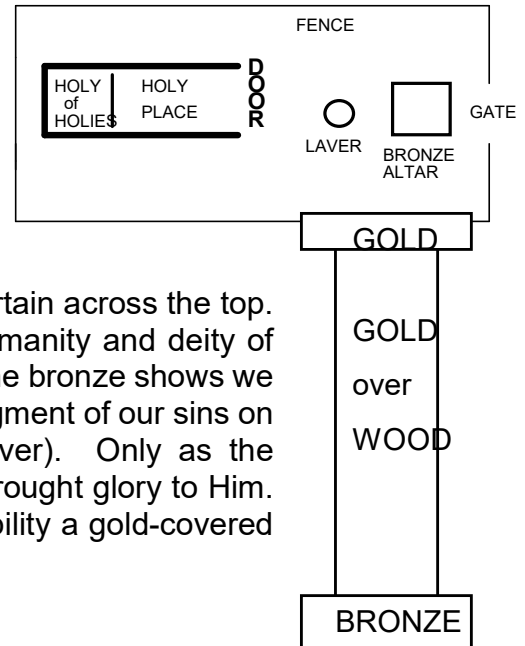 FENCE
HOLY
of
HOLIES
HOLY
PLACE
DOOR
LAVER
BRONZE
ALTAR
GATE
GOLD
GOLD
over
WOOD
BRONZE
rtain across the top.
manity and deity of
he bronze shows we
gment of our sins on
ver). Only as the
rought glory to Him.
bility a gold-covered